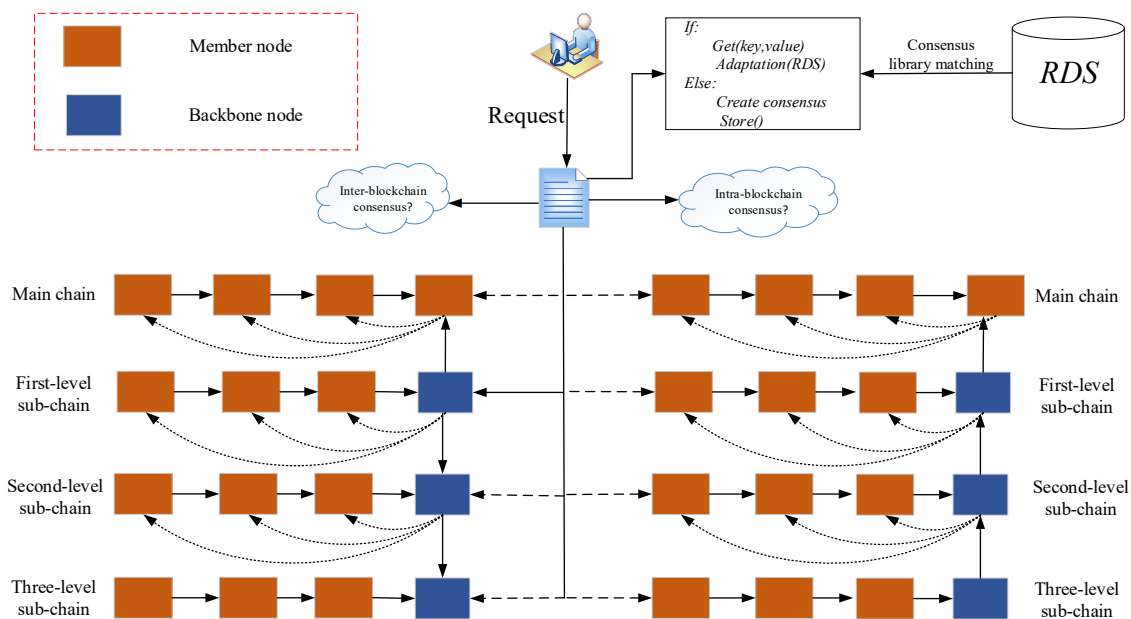 Member node
Backbone node
Request
If:
Get(key,value)
Adaptation(RDS)
Else:
Create consensus
Store()
Consensus
library matching
RDS
Inter-blockchain
consensus?
Intra-blockchain
consensus?
Main chain
Main chain
First-level
sub-chain
First-level
sub-chain
Second-level
sub-chain
Second-level
sub-chain
Three-level
sub-chain
Three-level
sub-chain